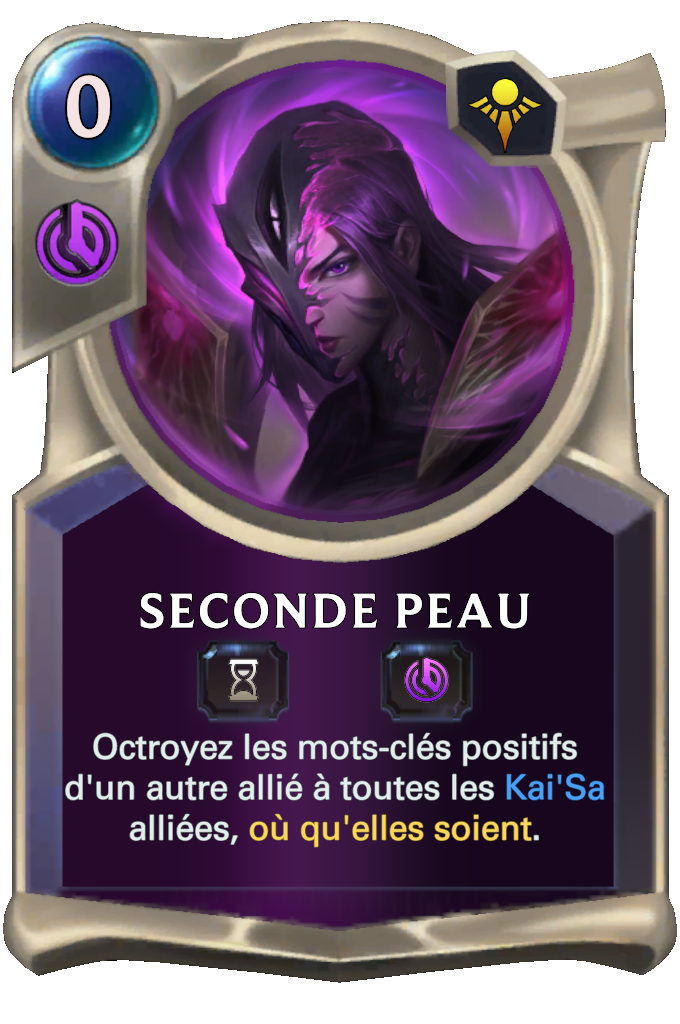 0
SECONDE PEAU
Octroyez les mots-clés positifs
d'un autre allié à toutes les Kai'Sa
alliées, où qu'elles soient.